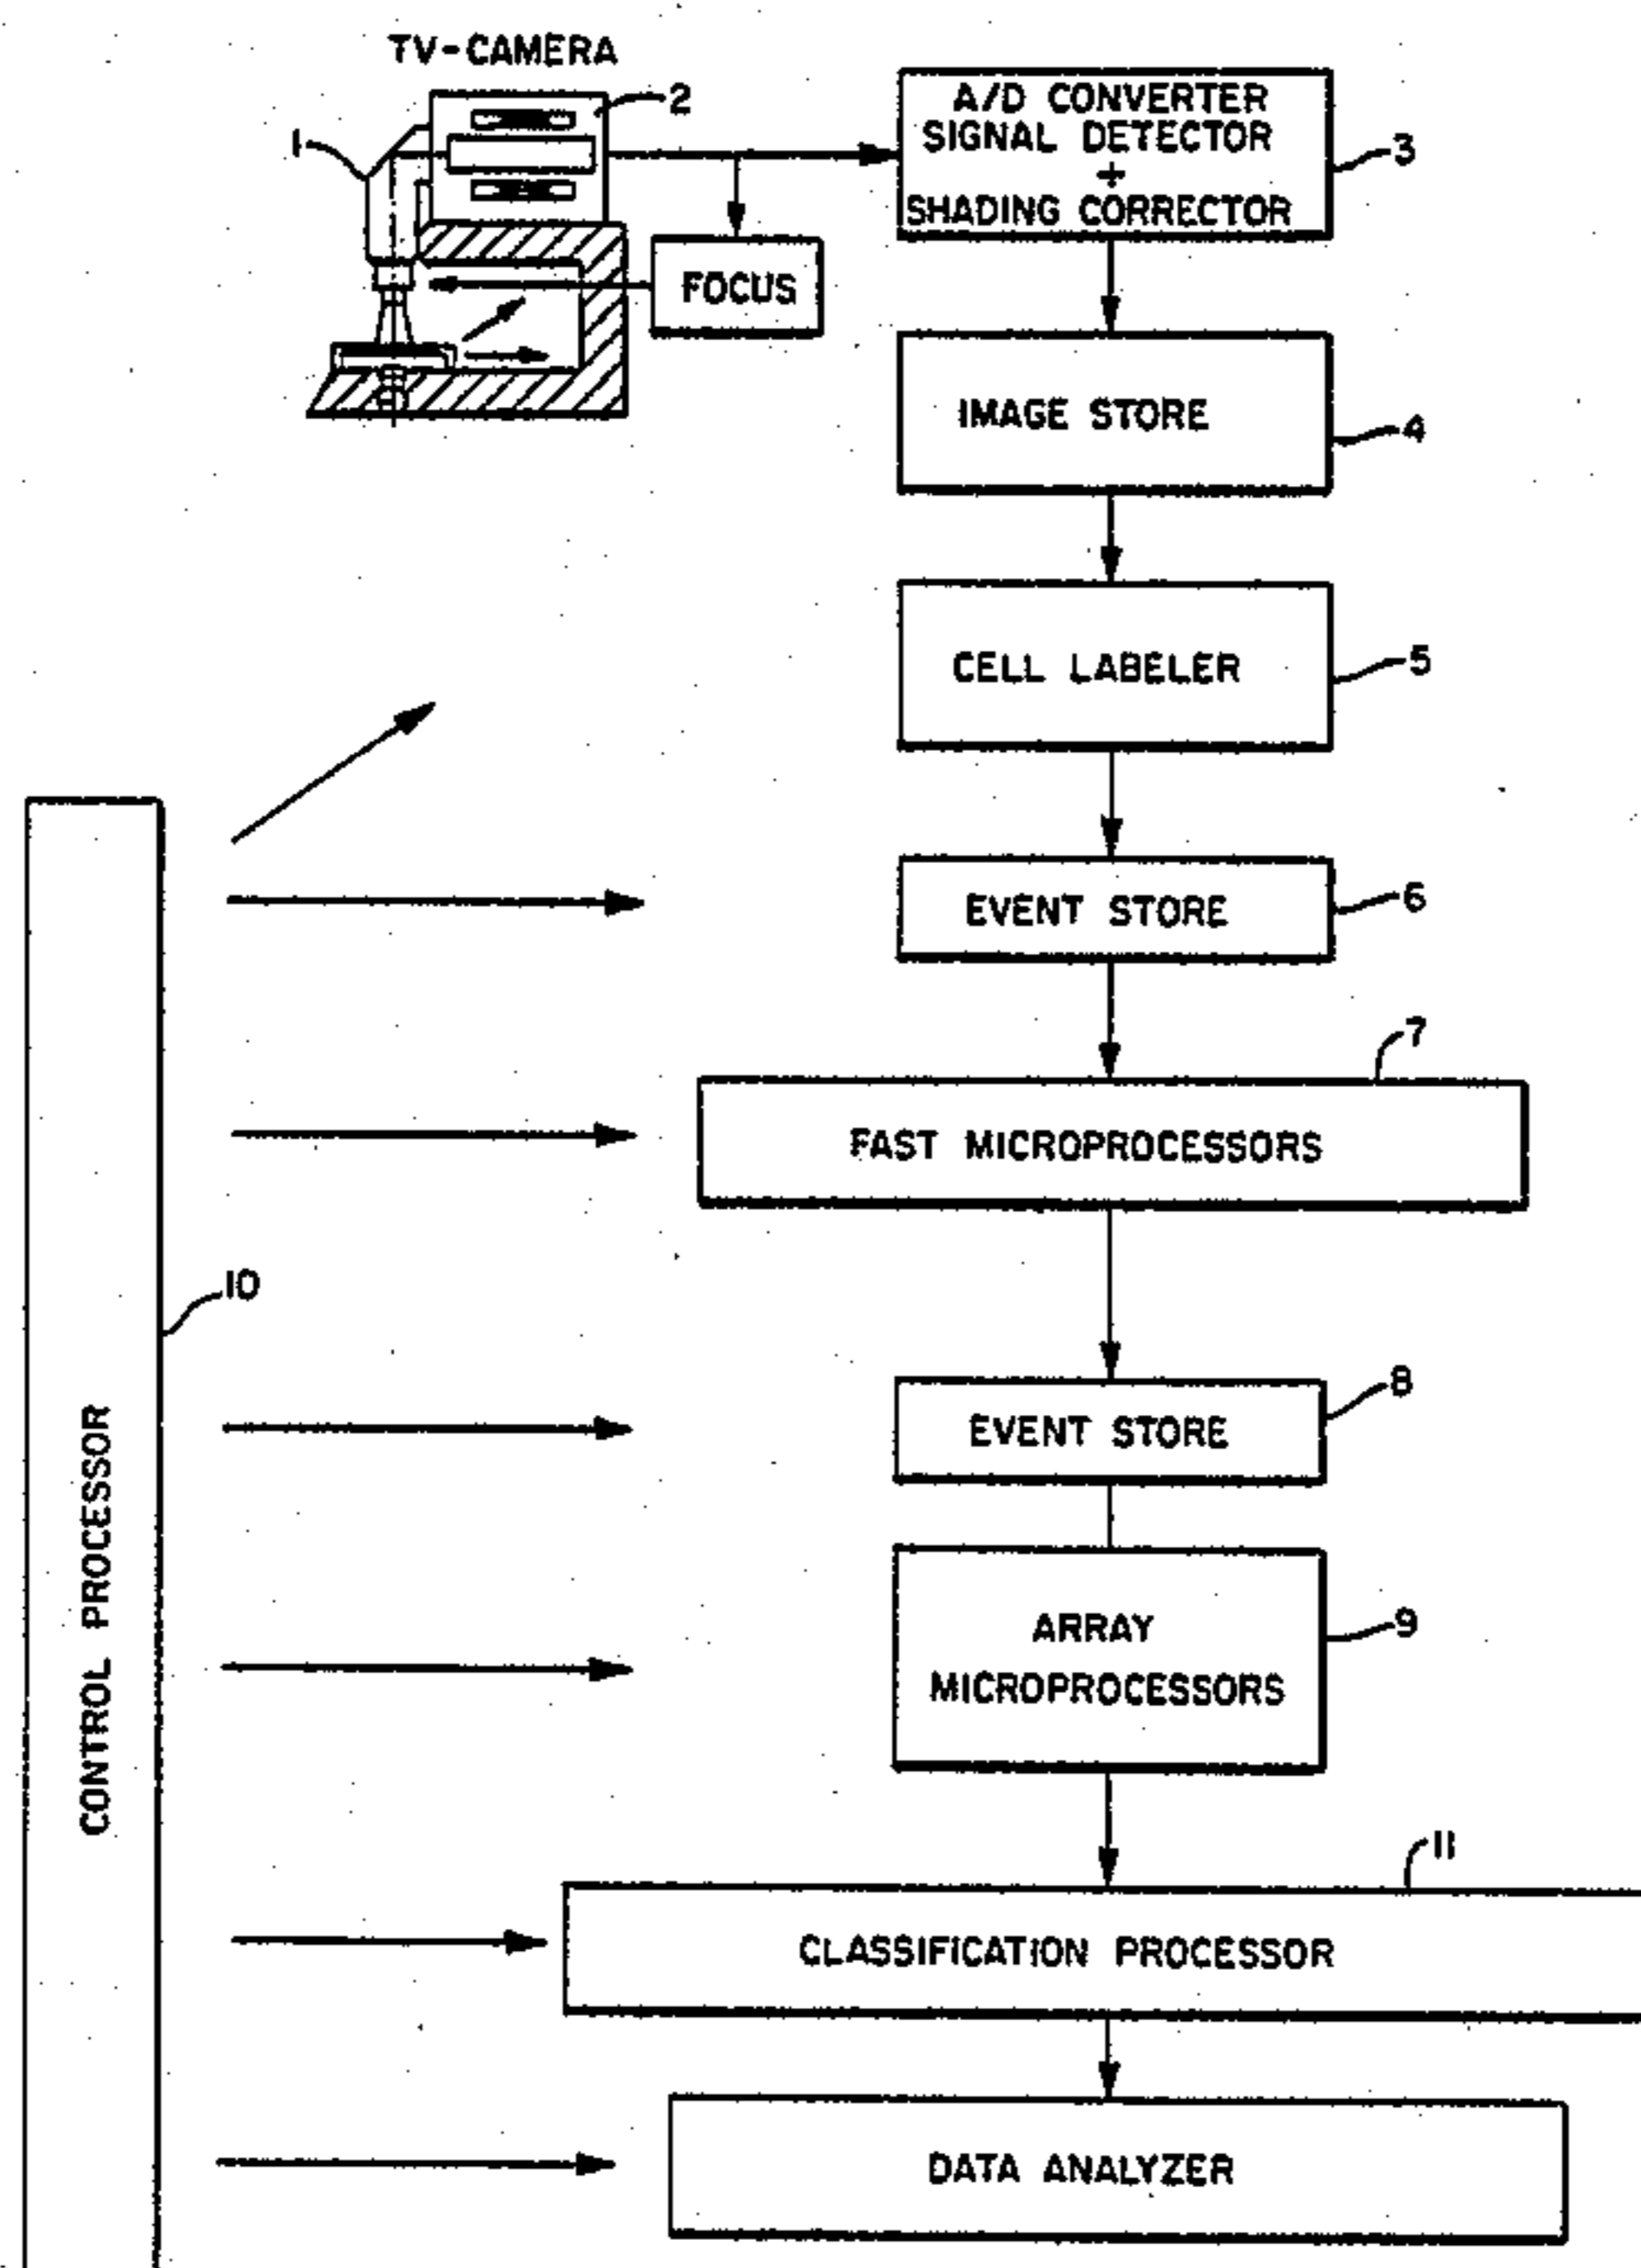 TV-CAMERA
1
2
A/D CONVERTER
SIGNAL DETECTOR
+
SHADING CORRECTOR
3
FOCUS
IMAGE STORE
4
CELL LABELER
5
EVENT STORE
6
7
FAST MICROPROCESSORS
10
CONTROL PROCESSOR
8
EVENT STORE
ARRAY
MICROPROCESSORS
9
11
CLASSIFICATION PROCESSOR
DATA ANALYZER